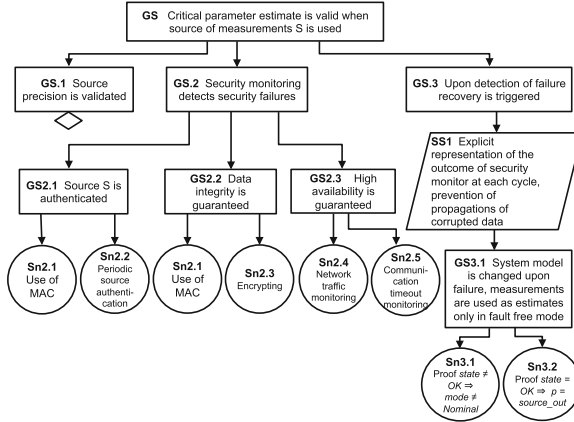 GS Critical parameter estimate is valid when
source of measurements S is used
GS.1 Source
precision is validated
GS.2 Security monitoring
detects security failures
GS.3 Upon detection of failure
recovery is triggered
SS1 Explicit
representation of the
outcome of security
monitor at each cycle,
prevention of
propagations of
corrupted data
GS2.1 Source S is
authenticated
GS2.2 Data
integrity is
guaranteed
GS2.3 High
availability is
guaranteed
Sn2.1
Use of
MAC
Sn2.2
Periodic
source
authenti-
cation
Sn2.1
Use of
MAC
Sn2.3
Encrypting
Sn2.4
Network
traffic
monitoring
Sn2.5
Communi-
cation
timeout
monitoring
GS3.1 System model
is changed upon
failure, measurements
are used as estimates
only in fault free mode
Sn3.1
Proof state ≠
OK ⇒
mode ≠
Nominal
Sn3.2
Proof state =
OK ⇒ p =
source_out